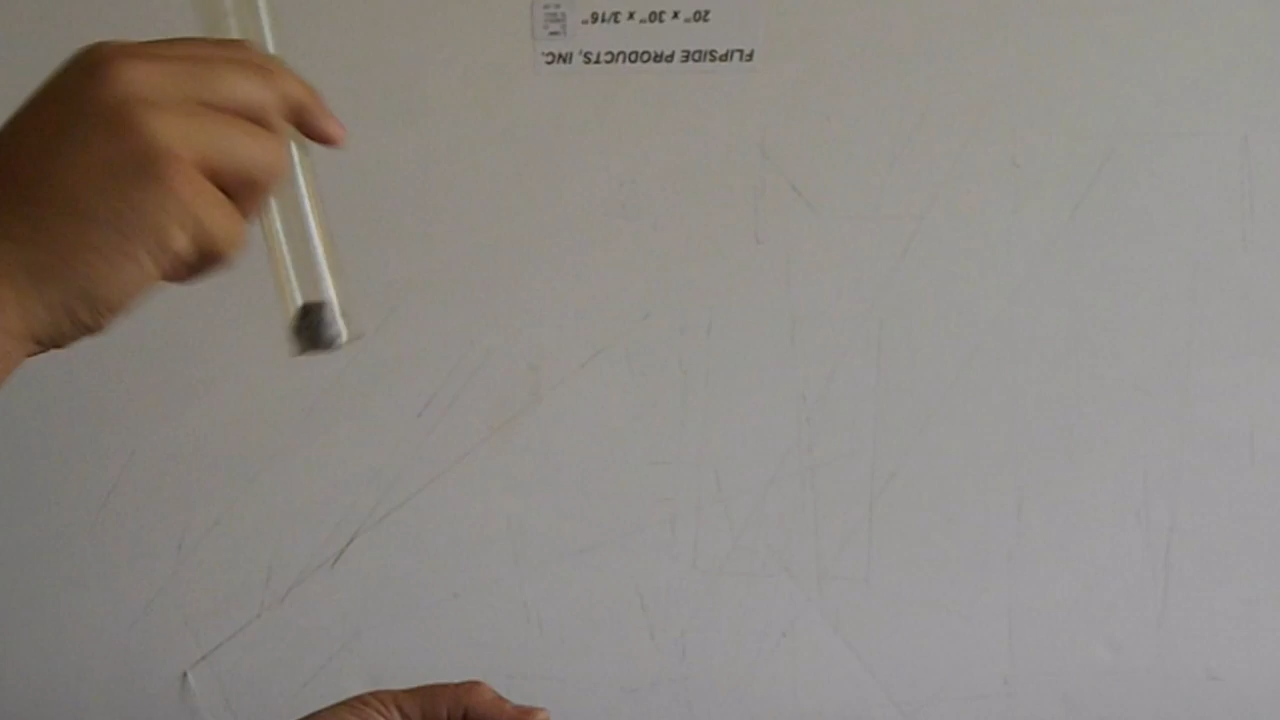 FLIPSIDE PRODUCTS, INC.
20" x 30" x 3/16"